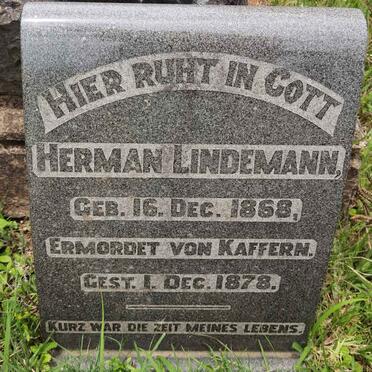 HIER RUHT IN GOTT
HERMAN LINDEMANN,
GEB. 16. DEC. 1868,
ERMORDET VON KAFFERN.
GEST. 1. DEC. 1878.
KURZ WAR DIE ZEIT MEINES LEBENS.